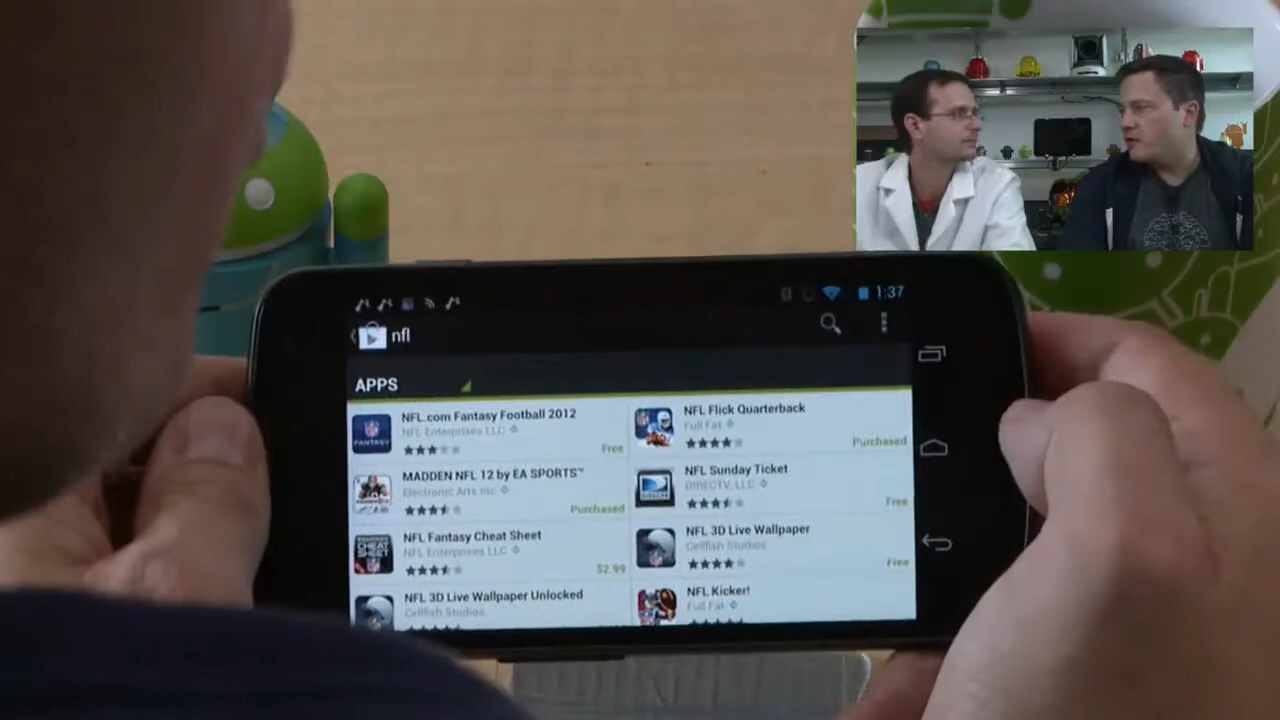 1:37
nfl
APPS
NFL.com Fantasy Football 2012
NFL Enterprises LLC
Free
MADDEN NFL 12 by EA SPORTS™
Electronic Arts Inc
Purchased
NFL Fantasy Cheat Sheet
NFL Enterprises LLC
$2.99
NFL 3D Live Wallpaper Unlocked
Cellfish Studios
NFL Flick Quarterback
Full Fat
Purchased
NFL Sunday Ticket
DIRECTV, LLC
Free
NFL 3D Live Wallpaper
Cellfish Studios
Free
NFL Kicker!
Full Fat
FANTASY